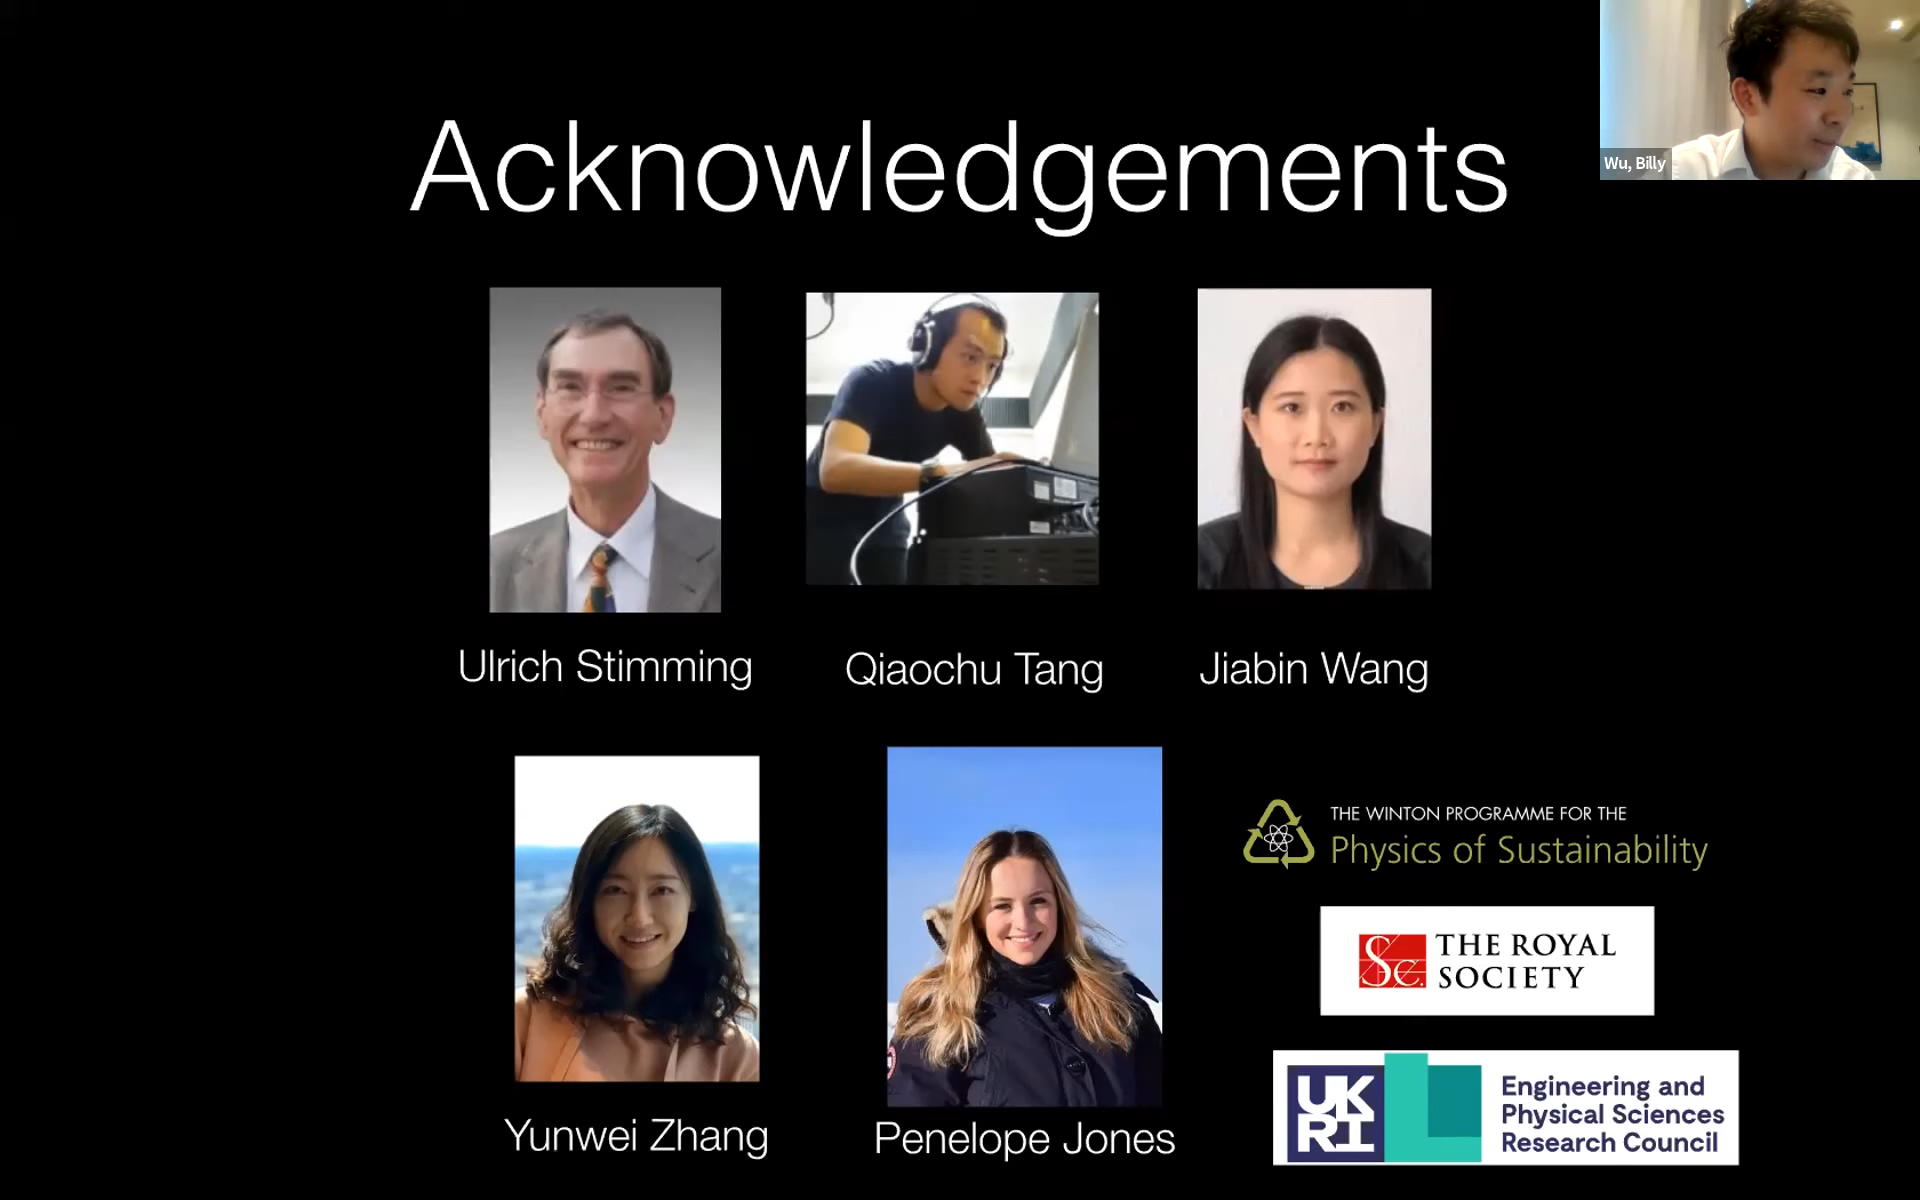 Acknowledgements
Wu, Billy
Ulrich Stimming
Qiaochu Tang
Jiabin Wang
Yunwei Zhang
Penelope Jones
THE WINTON PROGRAMME FOR THE
Physics of Sustainability
THE ROYAL
SOCIETY
UK
RI
Engineering and
Physical Sciences
Research Council